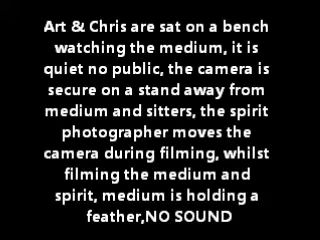 Art & Chris are sat on a bench
watching the medium, it is
quiet no public, the camera is
secure on a stand away from
medium and sitters, the spirit
photographer moves the
camera during filming, whilst
filming the medium and
spirit, medium is holding a
feather,NO SOUND